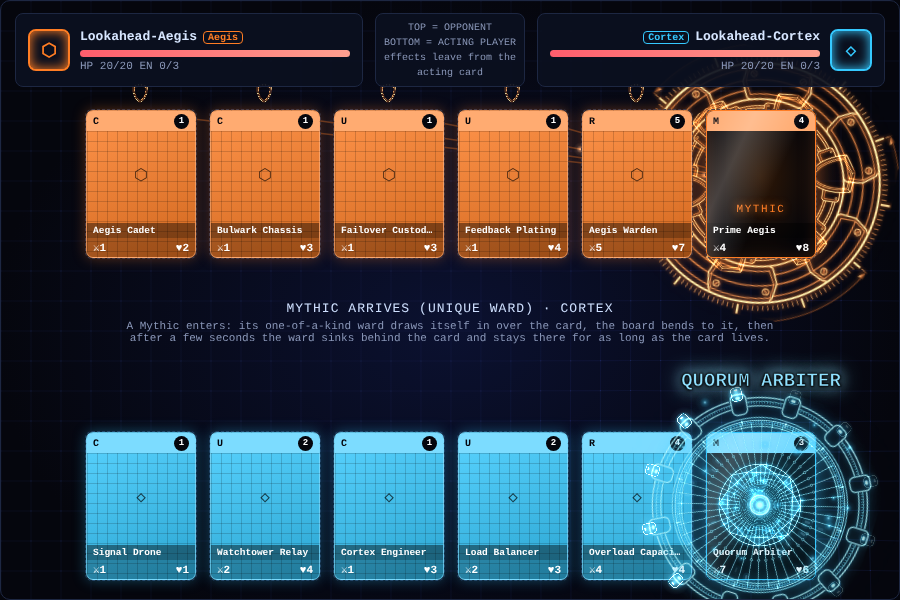 Lookahead-Aegis Aegis
HP 20/20 EN 0/3
TOP = OPPONENT
BOTTOM = ACTING PLAYER
effects leave from the
acting card
Cortex Lookahead-Cortex
HP 20/20 EN 0/3
C 1
Aegis Cadet
⚔1 ♥2
C 1
Bulwark Chassis
⚔1 ♥3
U 1
Failover Custod…
⚔1 ♥3
U 1
Feedback Plating
⚔1 ♥4
R 5
Aegis Warden
⚔5 ♥7
M 4
MYTHIC
Prime Aegis
⚔4 ♥8
MYTHIC ARRIVES (UNIQUE WARD) · CORTEX
A Mythic enters: its one-of-a-kind ward draws itself in over the card, the board bends to it, then
after a few seconds the ward sinks behind the card and stays there for as long as the card lives.
QUORUM ARBITER
C 1
Signal Drone
⚔1 ♥1
U 2
Watchtower Relay
⚔2 ♥4
C 1
Cortex Engineer
⚔1 ♥3
U 2
Load Balancer
⚔2 ♥3
R 4
Overload Capaci…
⚔4 ♥4
M 3
Quorum Arbiter
⚔7 ♥6